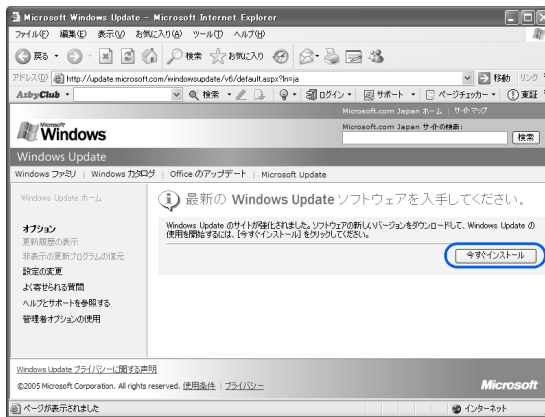 Microsoft Windows Update - Microsoft Internet Explorer
ファイル(F) 編集(E) 表示(V) お気に入り(A) ツール(T) ヘルプ(H)
戻る 検索 お気に入り
アドレス(D) http://update.microsoft.com/windowsupdate/v6/default.aspx?ln=ja 移動 リンク
AzbyClub 検索 ログイン サポート ページチェッカー 東証
Microsoft.com Japan ホーム | サイトマップ
Microsoft Windows
Microsoft.com Japan サイトの検索:
検索
Windows Update
Windows ファミリ | Windows カタログ | Office のアップデート | Microsoft Update
Windows Update ホーム
オプション
更新履歴の表示
非表示の更新プログラムの復元
設定の変更
よく寄せられる質問
ヘルプとサポートを参照する
管理者オプションの使用
最新の Windows Update ソフトウェアを入手してください。
Windows Update のサイトが強化されました。ソフトウェアの新しいバージョンをダウンロードして、Windows Update の
使用を開始するには、[今すぐインストール] をクリックしてください。
今すぐインストール
Windows Update プライバシーに関する声明
©2005 Microsoft Corporation. All rights reserved. 使用条件 | プライバシー
Microsoft
ページが表示されました
インターネット